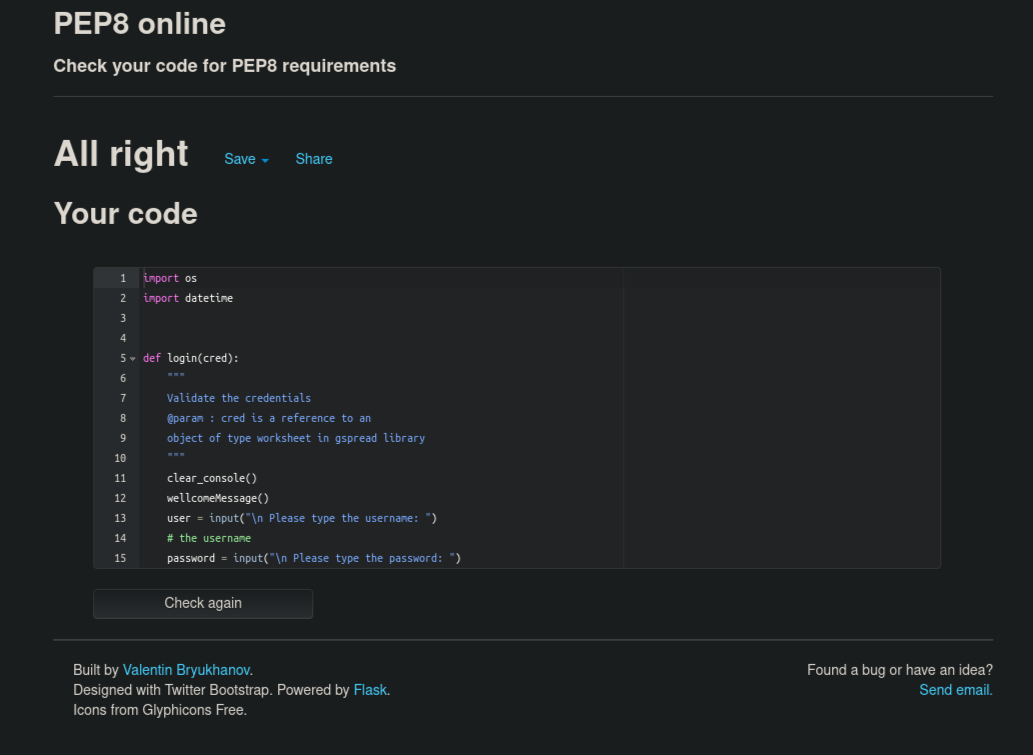 PEP8 online
Check your code for PEP8 requirements
All right Save Share
Your code
1 import os
2 import datetime
3
4
5 def login(cred):
6 """
7 Validate the credentials
8 @param : cred is a reference to an
9 object of type worksheet in gspread library
10 """
11 clear_console()
12 wellcomeMessage()
13 user = input("\n Please type the username: ")
14 # the username
15 password = input("\n Please type the password: ")
Check again
Built by Valentin Bryukhanov.
Designed with Twitter Bootstrap. Powered by Flask.
Icons from Glyphicons Free.
Found a bug or have an idea?
Send email.